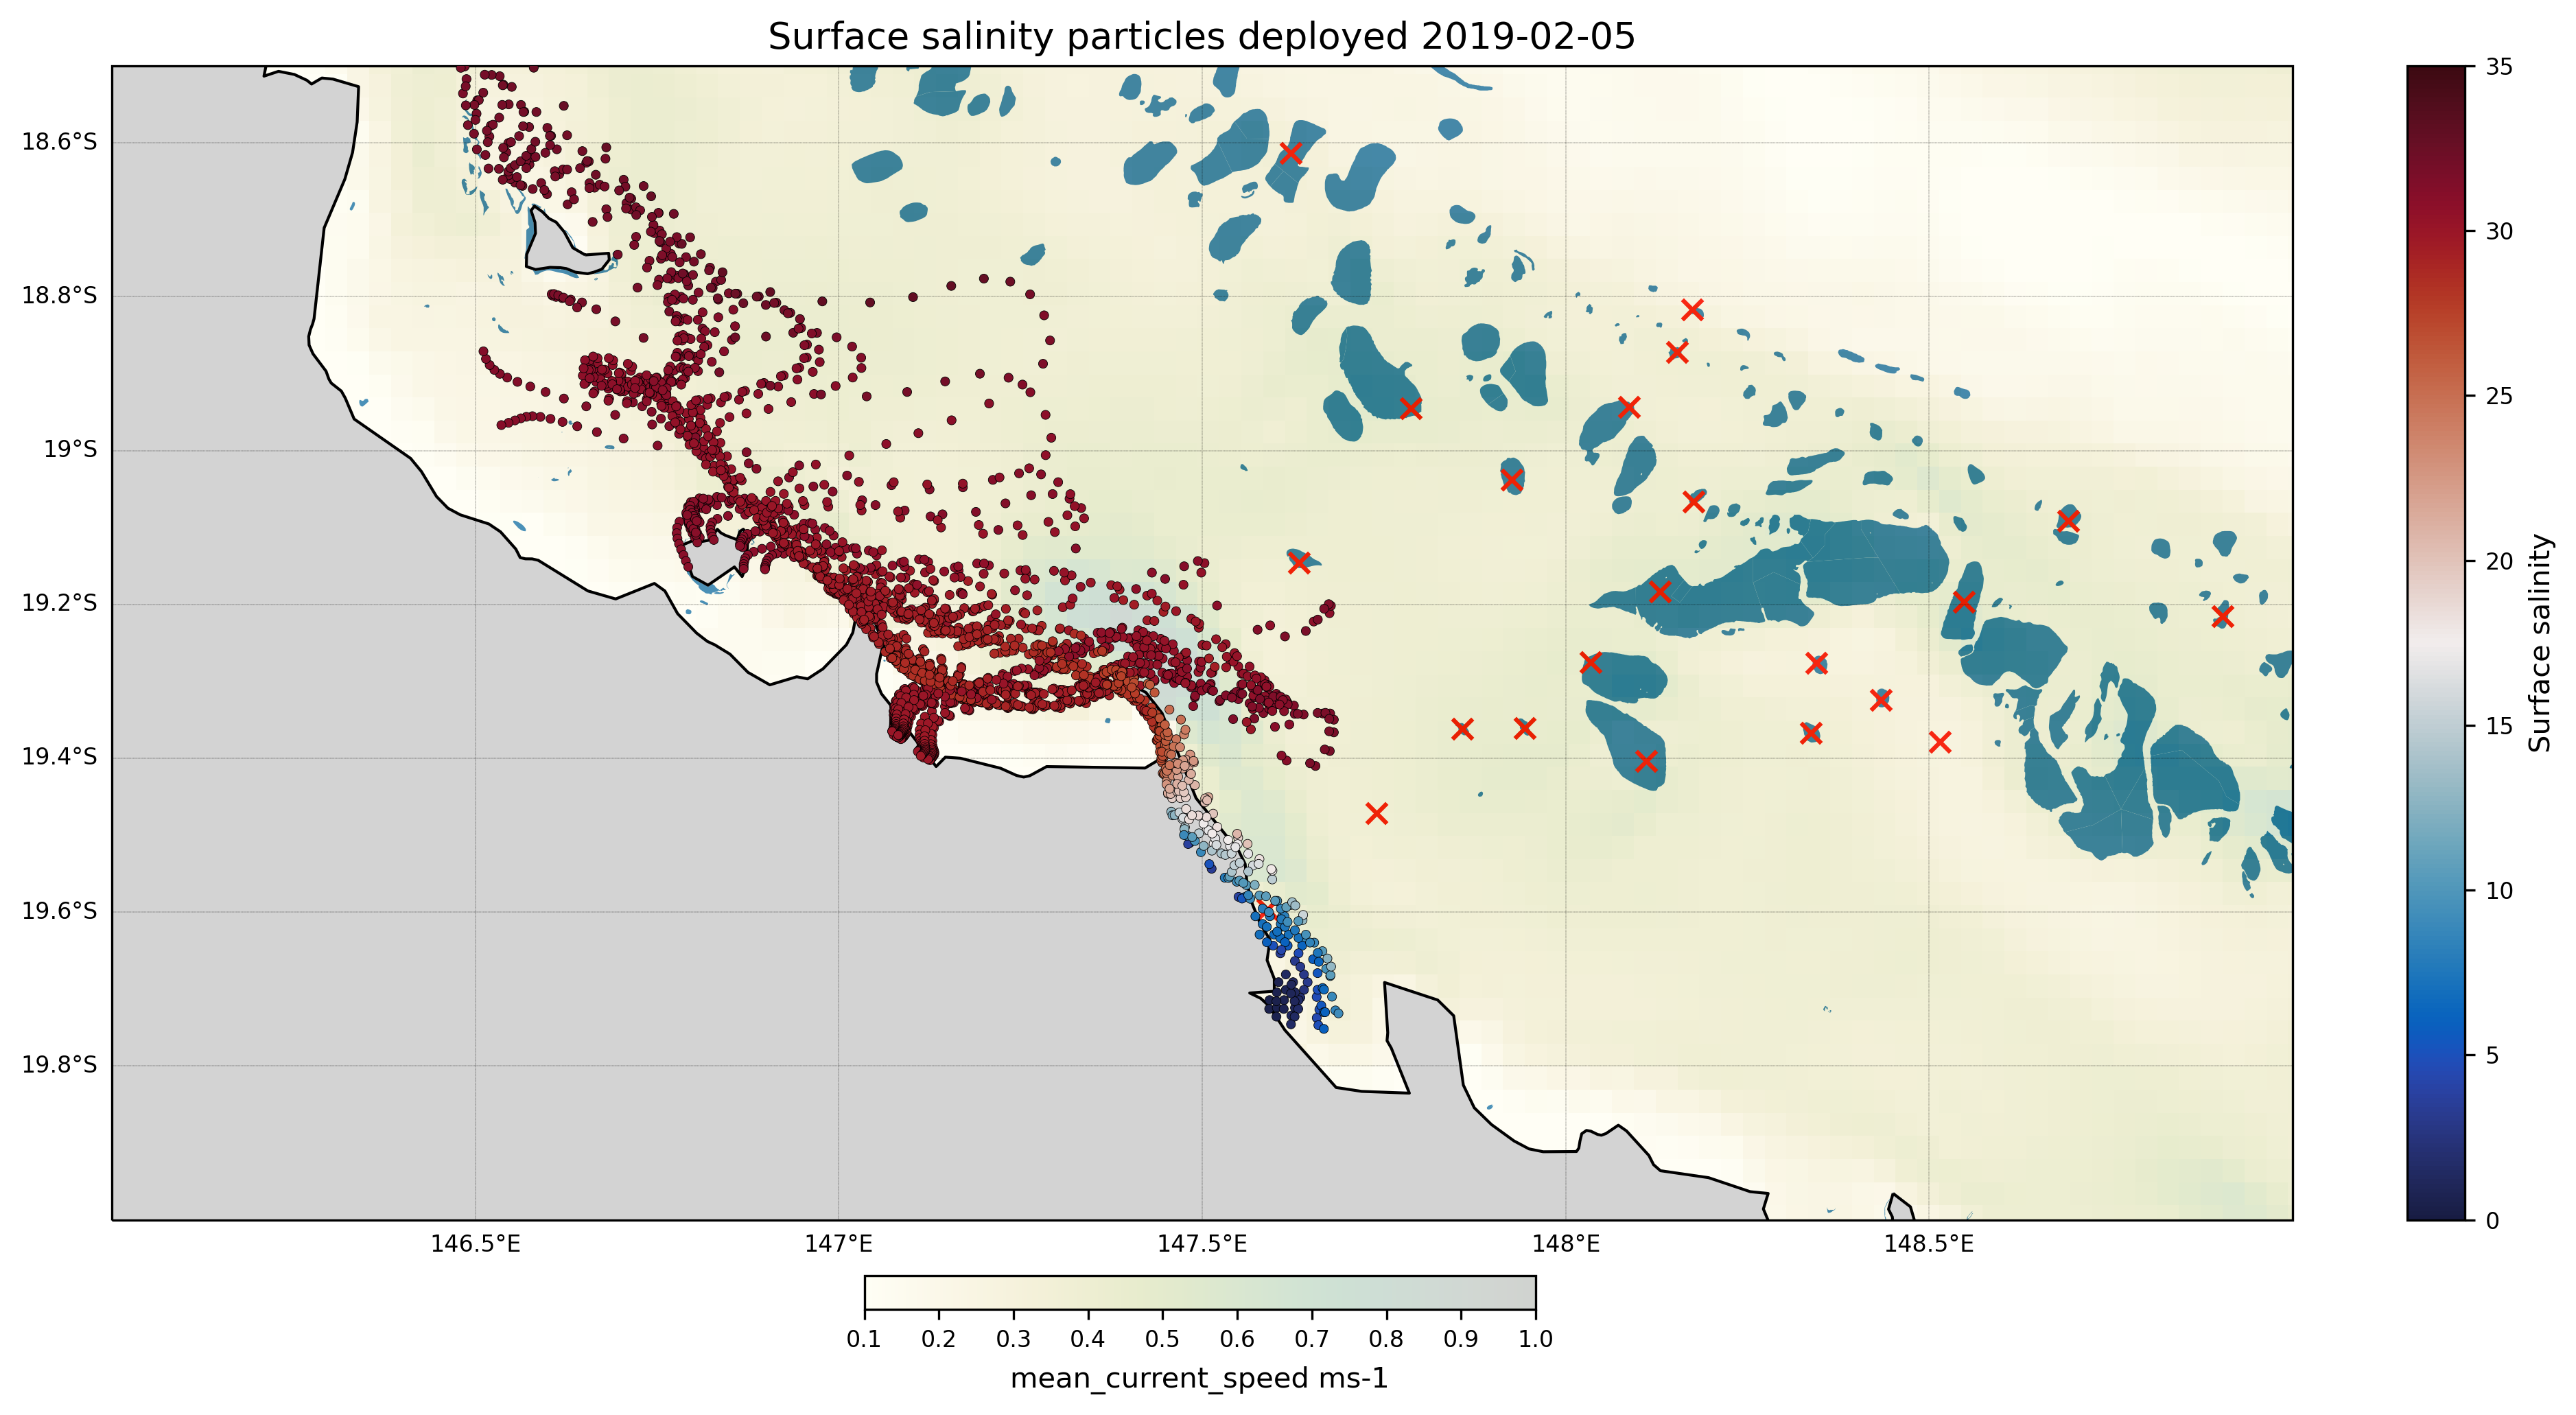 Surface salinity particles deployed 2019-02-05
18.6°S
18.8°S
19°S
19.2°S
19.4°S
19.6°S
19.8°S
146.5°E
147°E
147.5°E
148°E
148.5°E
0.1
0.2
0.3
0.4
0.5
0.6
0.7
0.8
0.9
1.0
mean_current_speed ms-1
35
30
25
20
15
10
5
0
Surface salinity